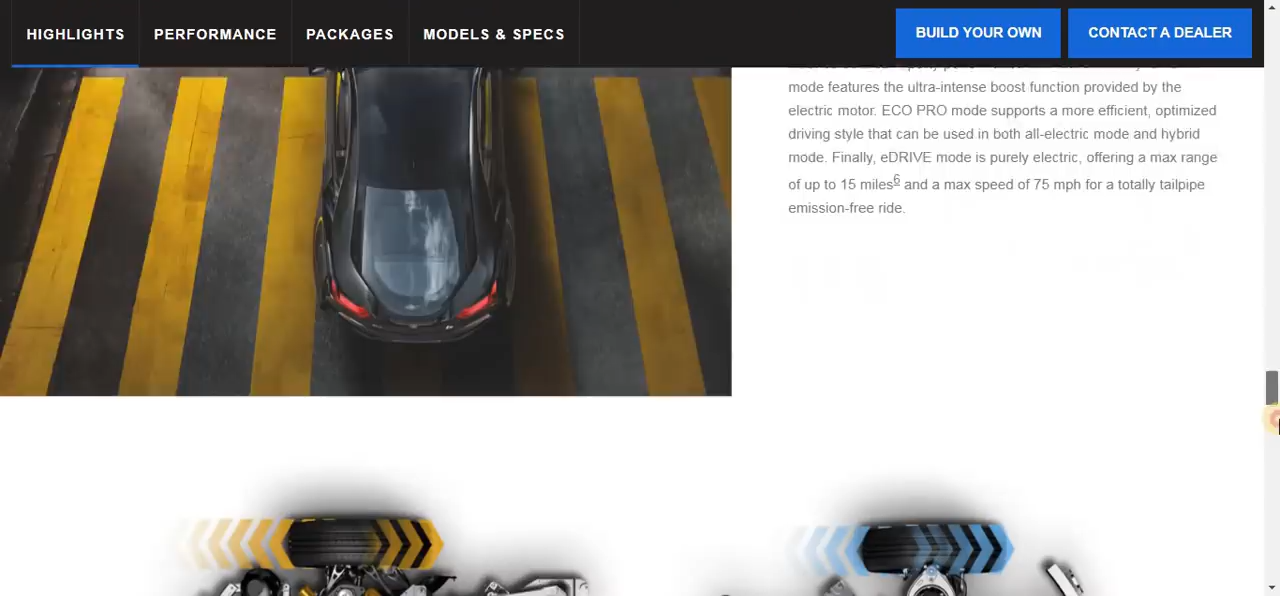 HIGHLIGHTS PERFORMANCE PACKAGES MODELS & SPECS BUILD YOUR OWN CONTACT A DEALER
mode features the ultra-intense boost function provided by the
electric motor. ECO PRO mode supports a more efficient, optimized
driving style that can be used in both all-electric mode and hybrid
mode. Finally, eDRIVE mode is purely electric, offering a max range
of up to 15 miles6 and a max speed of 75 mph for a totally tailpipe
emission-free ride.